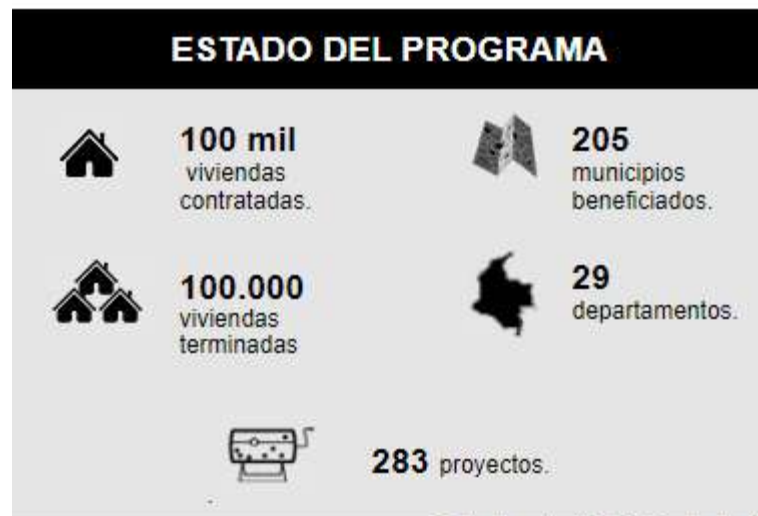 ESTADO DEL PROGRAMA
100 mil
viviendas
contratadas.
205
municipios
beneficiados.
100.000
viviendas
terminadas
29
departamentos.
283 proyectos.